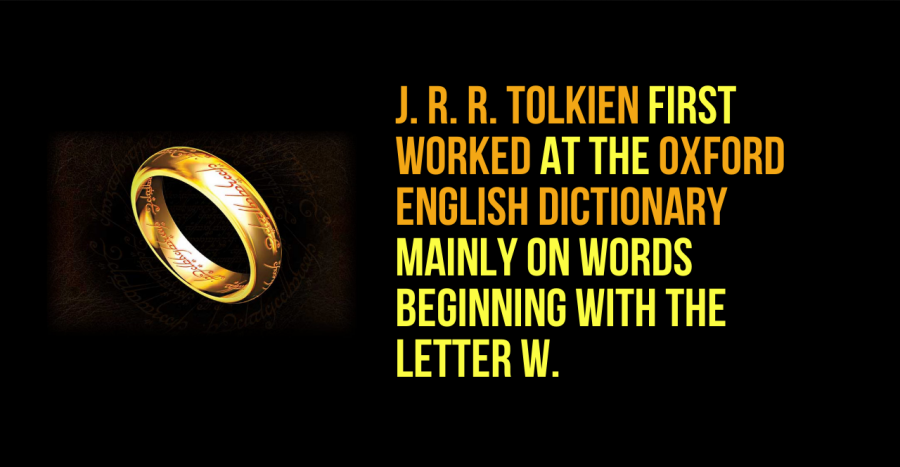 J. R. R. TOLKIEN FIRST
WORKED AT THE OXFORD
ENGLISH DICTIONARY
MAINLY ON WORDS
BEGINNING WITH THE
LETTER W.